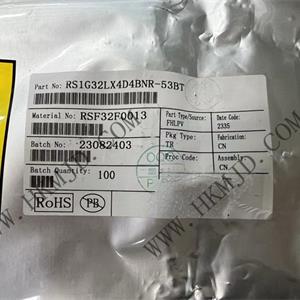 Part No: RS1G32LX4D4BNR-53BT
Material No: RSF32F0013
Part Type/Source: FHLPV
Date Code: 2335
Batch No: 23082403
Pkg Type: TR
Fabrication: CN
Batch Quantity: 100
Proc Code:
Assembly: CN
RoHS
Pb
WWW.HKMJD.COM